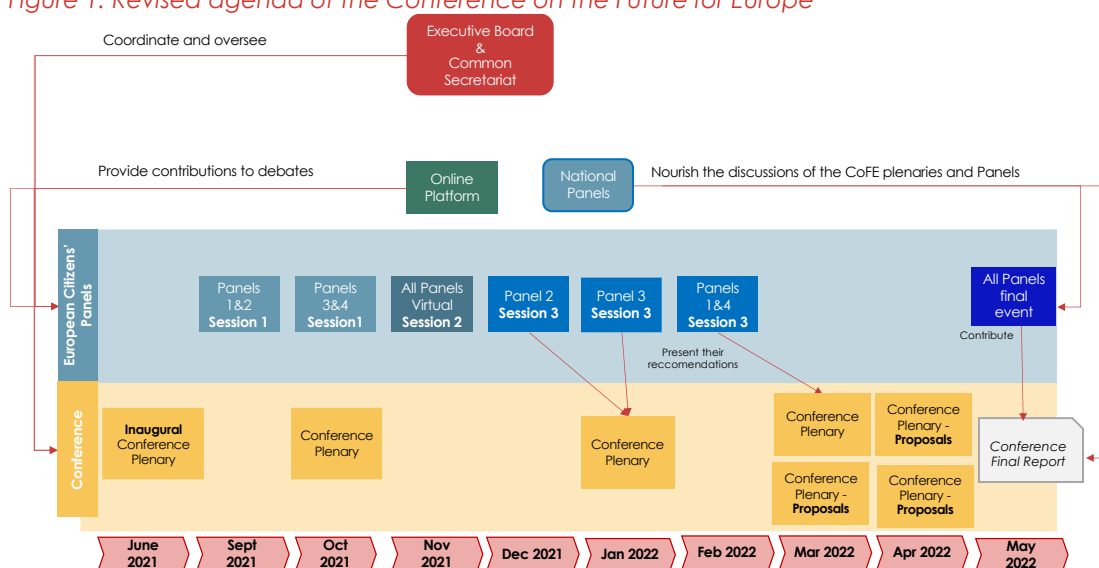 Figure 1. Revised agenda of the Conference on the Future for Europe
Coordinate and oversee
Executive Board
&
Common
Secretariat
Provide contributions to debates
Online
Platform
National
Panels
Nourish the discussions of the CoFE plenaries and Panels
European Citizens'
Panels
Panels
1&2
Session 1
Panels
3&4
Session1
All Panels
Virtual
Session 2
Panel 2
Session 3
Panel 3
Session 3
Panels
1&4
Session 3
All Panels
final
event
Contribute
Present their
reccomendations
Conference
Inaugural
Conference
Plenary
Conference
Plenary
Conference
Plenary
Conference
Plenary
Conference
Plenary -
Proposals
Conference
Plenary -
Proposals
Conference
Plenary -
Proposals
Conference
Final Report
June
2021
Sept
2021
Oct
2021
Nov
2021
Dec 2021
Jan 2022
Feb 2022
Mar 2022
Apr 2022
May
2022